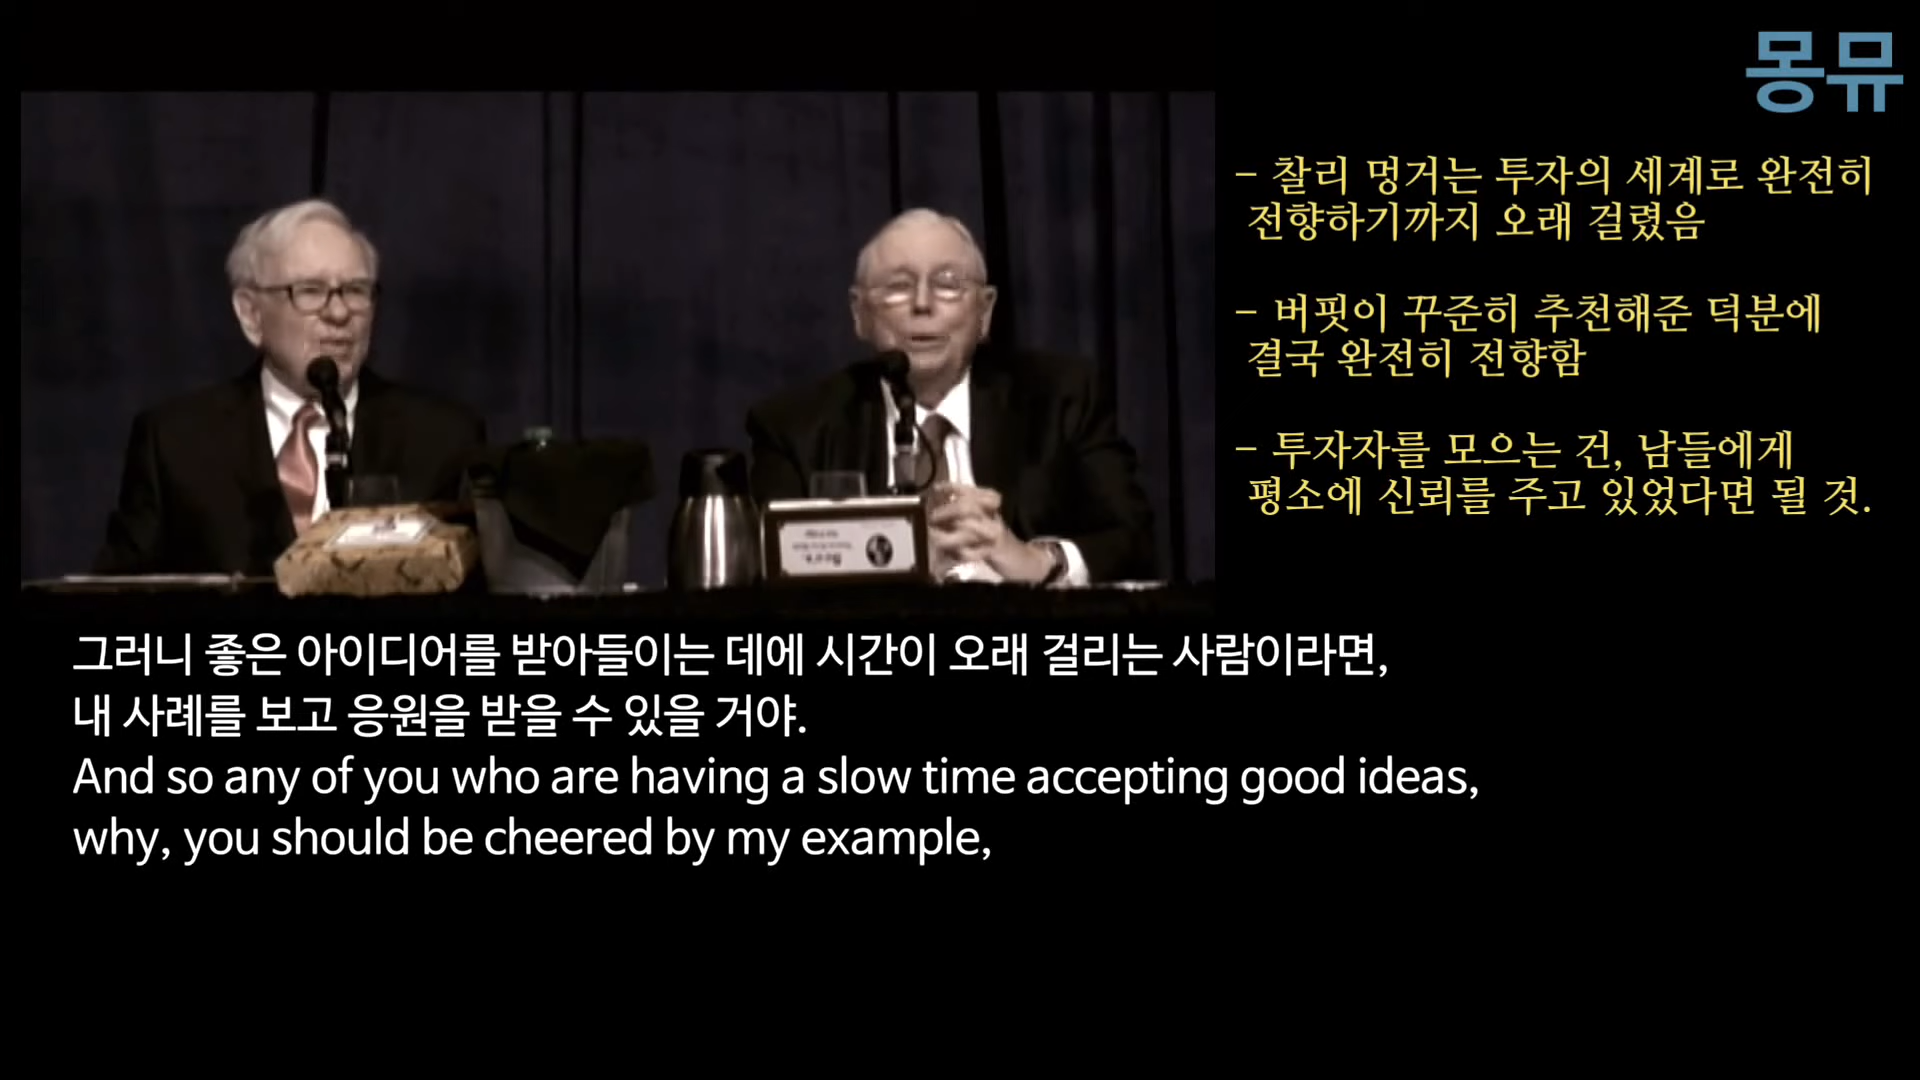 몽뮤
- 찰리 멍거는 투자의 세계로 완전히
전향하기까지 오래 걸렸음
- 버핏이 꾸준히 추천해준 덕분에
결국 완전히 전향함
- 투자자를 모으는 건, 남들에게
평소에 신뢰를 주고 있었다면 될 것.
그러니 좋은 아이디어를 받아들이는 데에 시간이 오래 걸리는 사람이라면,
내 사례를 보고 응원을 받을 수 있을 거야.
And so any of you who are having a slow time accepting good ideas,
why, you should be cheered by my example,